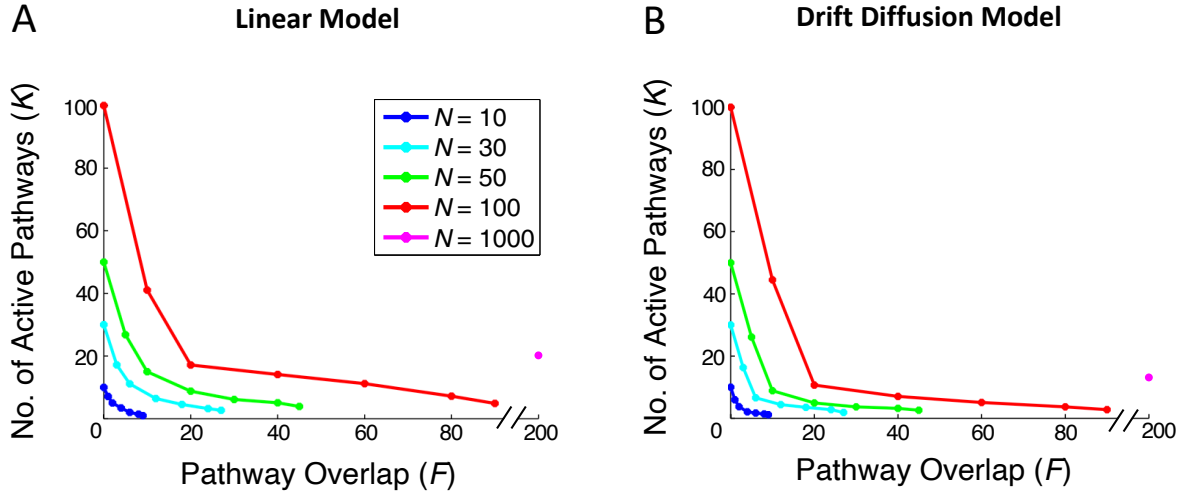 A
Linear Model
No. of Active Pathways (K)
100
80
60
40
20
0
20
40
60
80
200
Pathway Overlap (F)
N = 10
N = 30
N = 50
N = 100
N = 1000
B
Drift Diffusion Model
No. of Active Pathways (K)
100
80
60
40
20
0
0
20
40
60
80
200
Pathway Overlap (F)